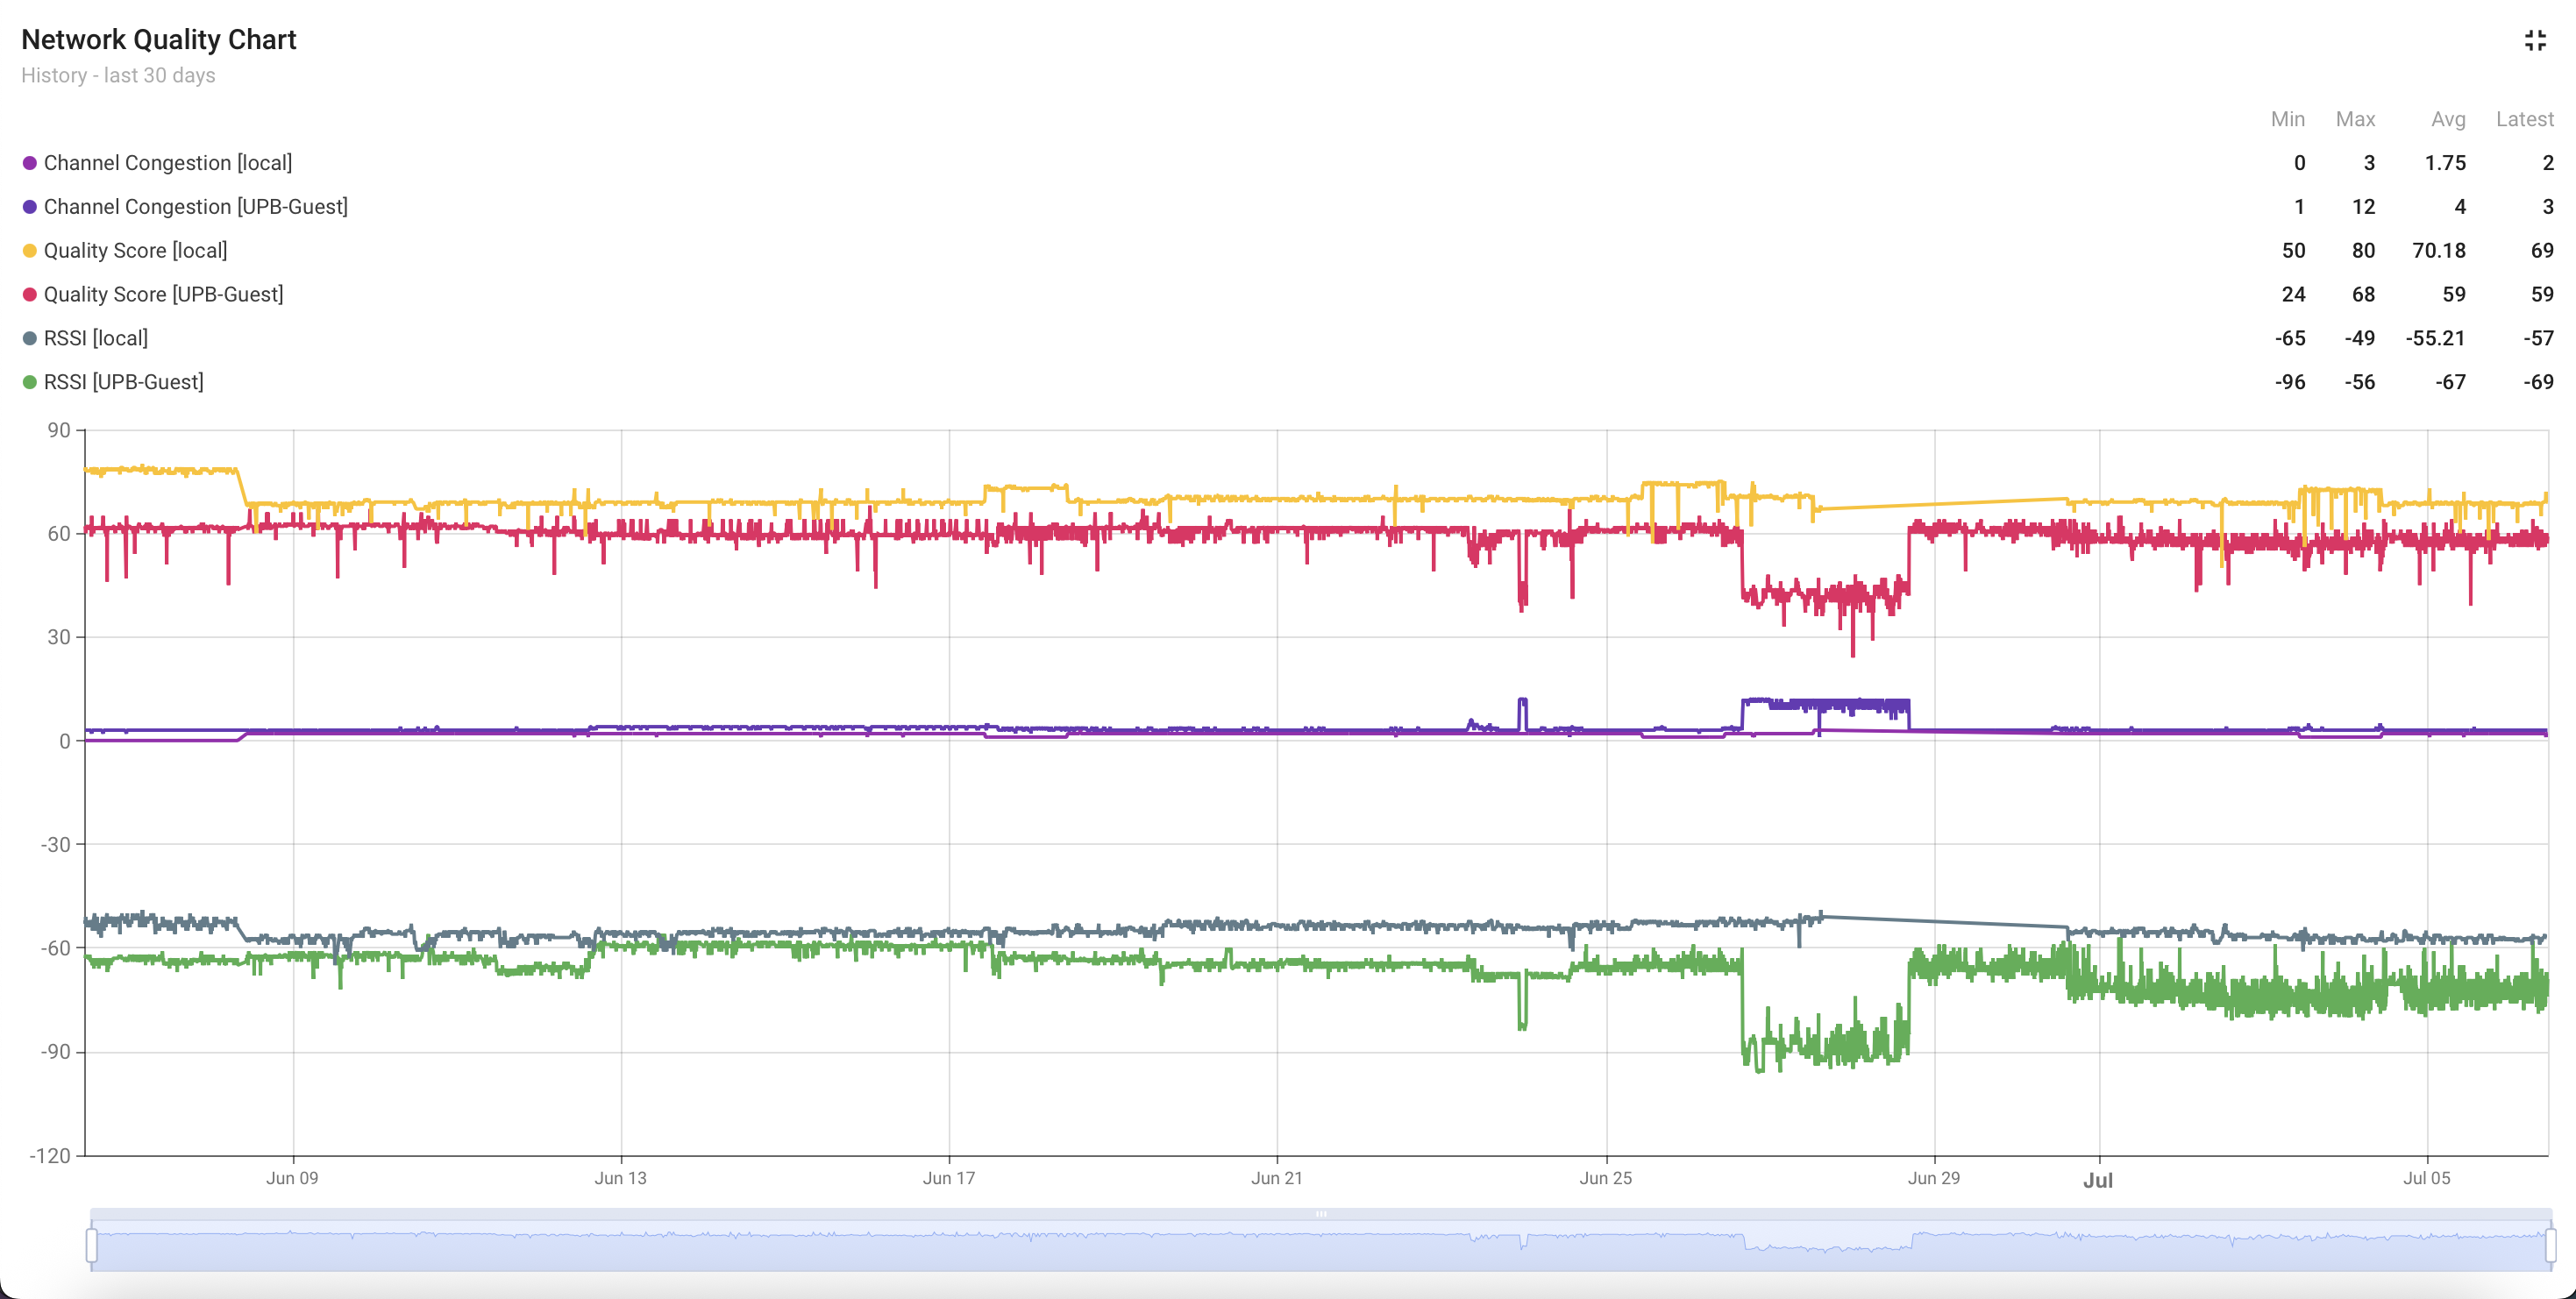 Network Quality Chart
History - last 30 days
Min Max Avg Latest
Channel Congestion [local] 0 3 1.75 2
Channel Congestion [UPB-Guest] 1 12 4 3
Quality Score [local] 50 80 70.18 69
Quality Score [UPB-Guest] 24 68 59 59
RSSI [local] -65 -49 -55.21 -57
RSSI [UPB-Guest] -96 -56 -67 -69
90
60
30
0
-30
-60
-90
-120
Jun 09 Jun 13 Jun 17 Jun 21 Jun 25 Jun 29 Jul Jul 05